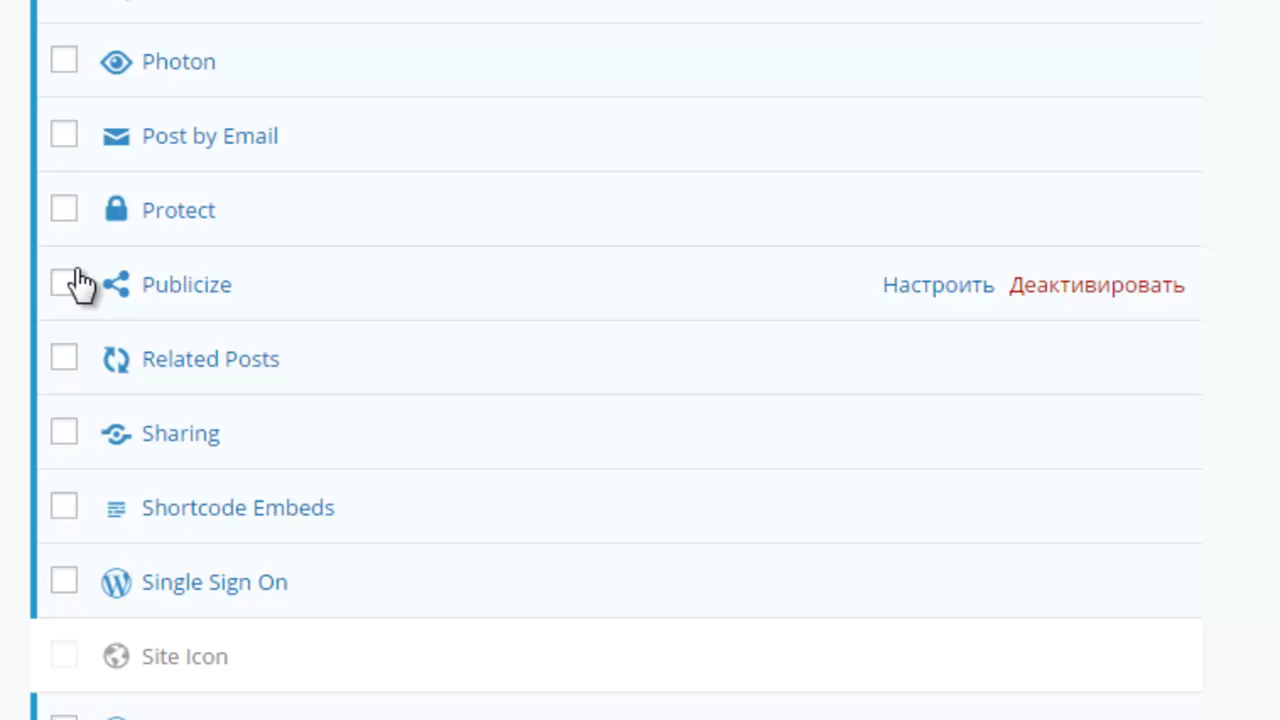 Photon
Post by Email
Protect
Publicize Настроить Деактивировать
Related Posts
Sharing
Shortcode Embeds
Single Sign On
Site Icon